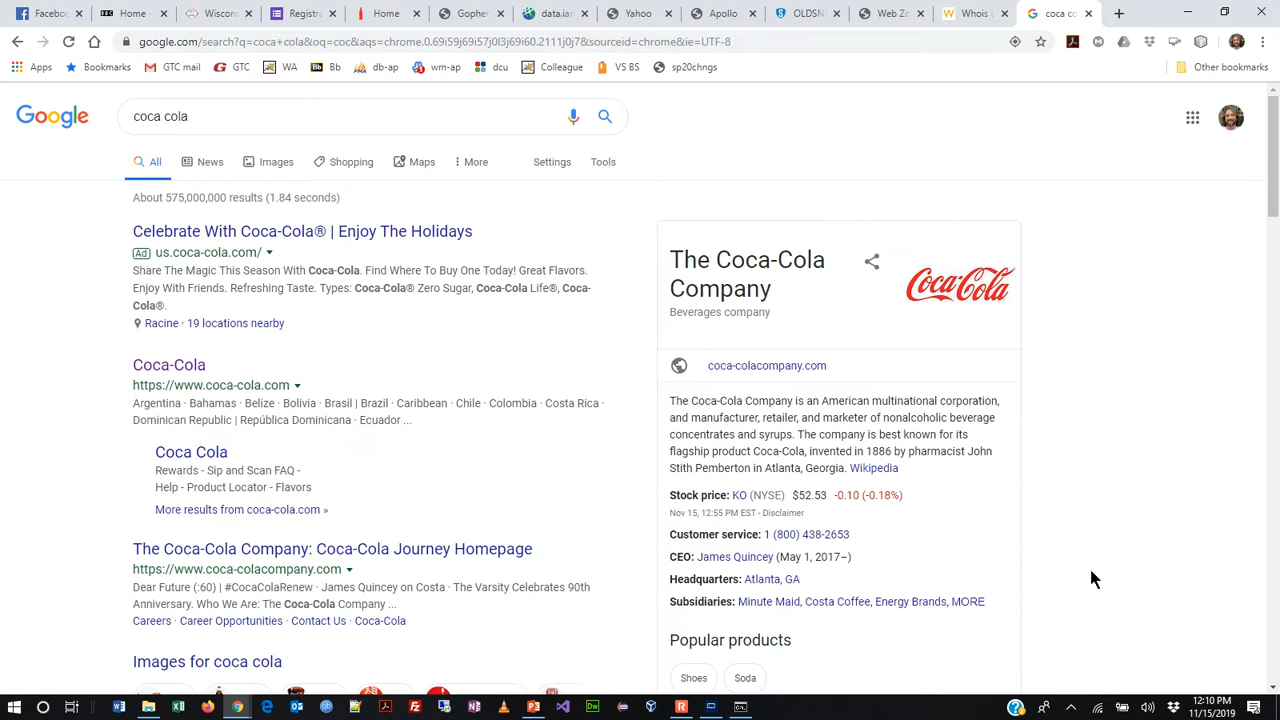 Facebo
Home
Wiscon
Registra
Home
Gopher
data.ian
Yahoo
Apollo
OLDSN
Web Ze
Whois L
coca co
google.com/search?q=coca+cola&oq=coc&aqs=chrome.0.69i59j69i57j0l3j69i60.2111j0j7&sourceid=chrome&ie=UTF-8
Apps Bookmarks GTC mail GTC WA Bb db-ap wm-ap dcu Colleague VS BS sp20chngs Other bookmarks
Google coca cola
All News Images Shopping Maps More Settings Tools
About 575,000,000 results (1.84 seconds)
Celebrate With Coca-Cola® | Enjoy The Holidays
Ad us.coca-cola.com/
Share The Magic This Season With Coca-Cola. Find Where To Buy One Today! Great Flavors.
Enjoy With Friends. Refreshing Taste. Types: Coca-Cola® Zero Sugar, Coca-Cola Life®, Coca-
Cola®.
Racine · 19 locations nearby
Coca-Cola
https://www.coca-cola.com
Argentina · Bahamas · Belize · Bolivia · Brasil | Brazil · Caribbean · Chile · Colombia · Costa Rica ·
Dominican Republic | República Dominicana · Ecuador ...
Coca Cola
Rewards - Sip and Scan FAQ -
Help - Product Locator - Flavors
More results from coca-cola.com »
The Coca-Cola Company: Coca-Cola Journey Homepage
https://www.coca-colacompany.com
Dear Future (:60) | #CocaColaRenew · James Quincey on Costa · The Varsity Celebrates 90th
Anniversary. Who We Are: The Coca-Cola Company ...
Careers · Career Opportunities · Contact Us · Coca-Cola
Images for coca cola
The Coca-Cola
Company
Beverages company
Coca-Cola
coca-colacompany.com
The Coca-Cola Company is an American multinational corporation,
and manufacturer, retailer, and marketer of nonalcoholic beverage
concentrates and syrups. The company is best known for its
flagship product Coca-Cola, invented in 1886 by pharmacist John
Stith Pemberton in Atlanta, Georgia. Wikipedia
Stock price: KO (NYSE) $52.53 -0.10 (-0.18%)
Nov 15, 12:55 PM EST - Disclaimer
Customer service: 1 (800) 438-2653
CEO: James Quincey (May 1, 2017–)
Headquarters: Atlanta, GA
Subsidiaries: Minute Maid, Costa Coffee, Energy Brands, MORE
Popular products
Shoes Soda
12:10 PM
11/15/2019